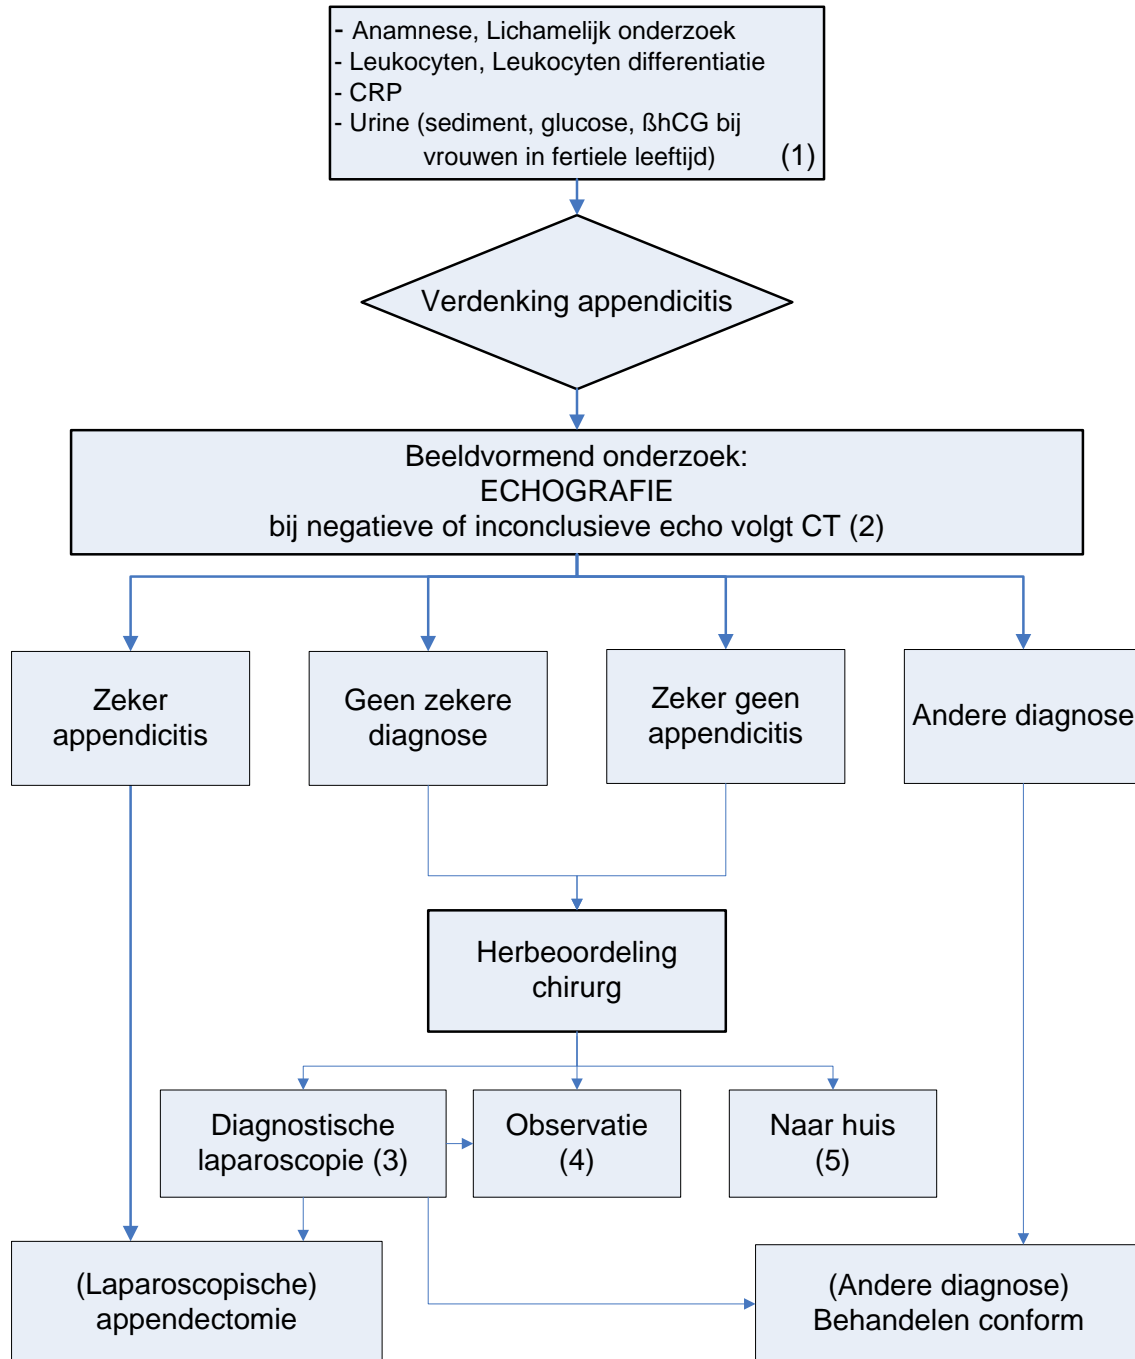 - Anamnese, Lichamelijk onderzoek
- Leukocyten, Leukocyten differentiatie
- CRP
- Urine (sediment, glucose, ßhCG bij
vrouwen in fertiele leeftijd) (1)
Verdenking appendicitis
Beeldvormend onderzoek:
ECHOGRAFIE
bij negatieve of inconclusieve echo volgt CT (2)
Zeker
appendicitis
Geen zekere
diagnose
Zeker geen
appendicitis
Andere diagnose
Herbeoordeling
chirurg
Diagnostische
laparoscopie (3)
Observatie
(4)
Naar huis
(5)
(Laparoscopische)
appendectomie
(Andere diagnose)
Behandelen conform